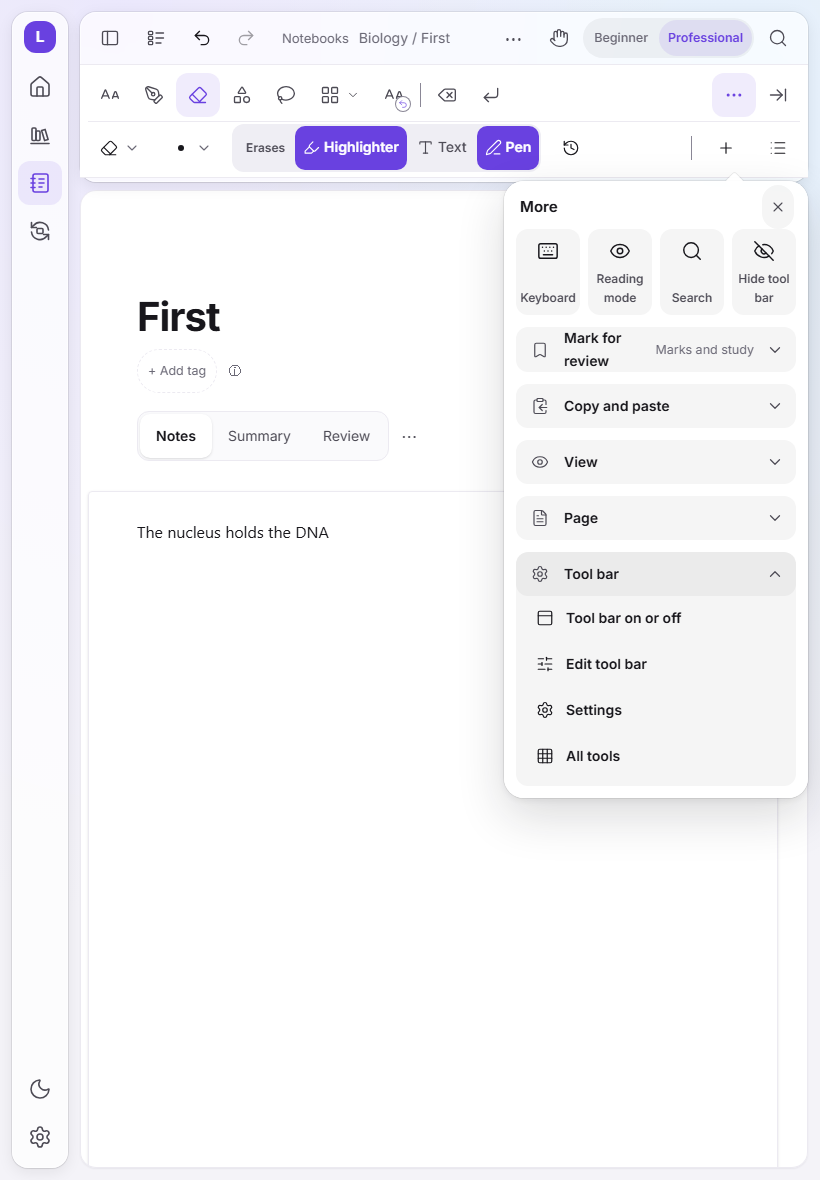 L
Notebooks Biology / First
Beginner Professional
AA
AA
Erases Highlighter Text Pen
More
Keyboard
Reading mode
Search
Hide tool bar
Mark for review
Marks and study
Copy and paste
View
Page
Tool bar
Tool bar on or off
Edit tool bar
Settings
All tools
First
+ Add tag
Notes Summary Review
The nucleus holds the DNA